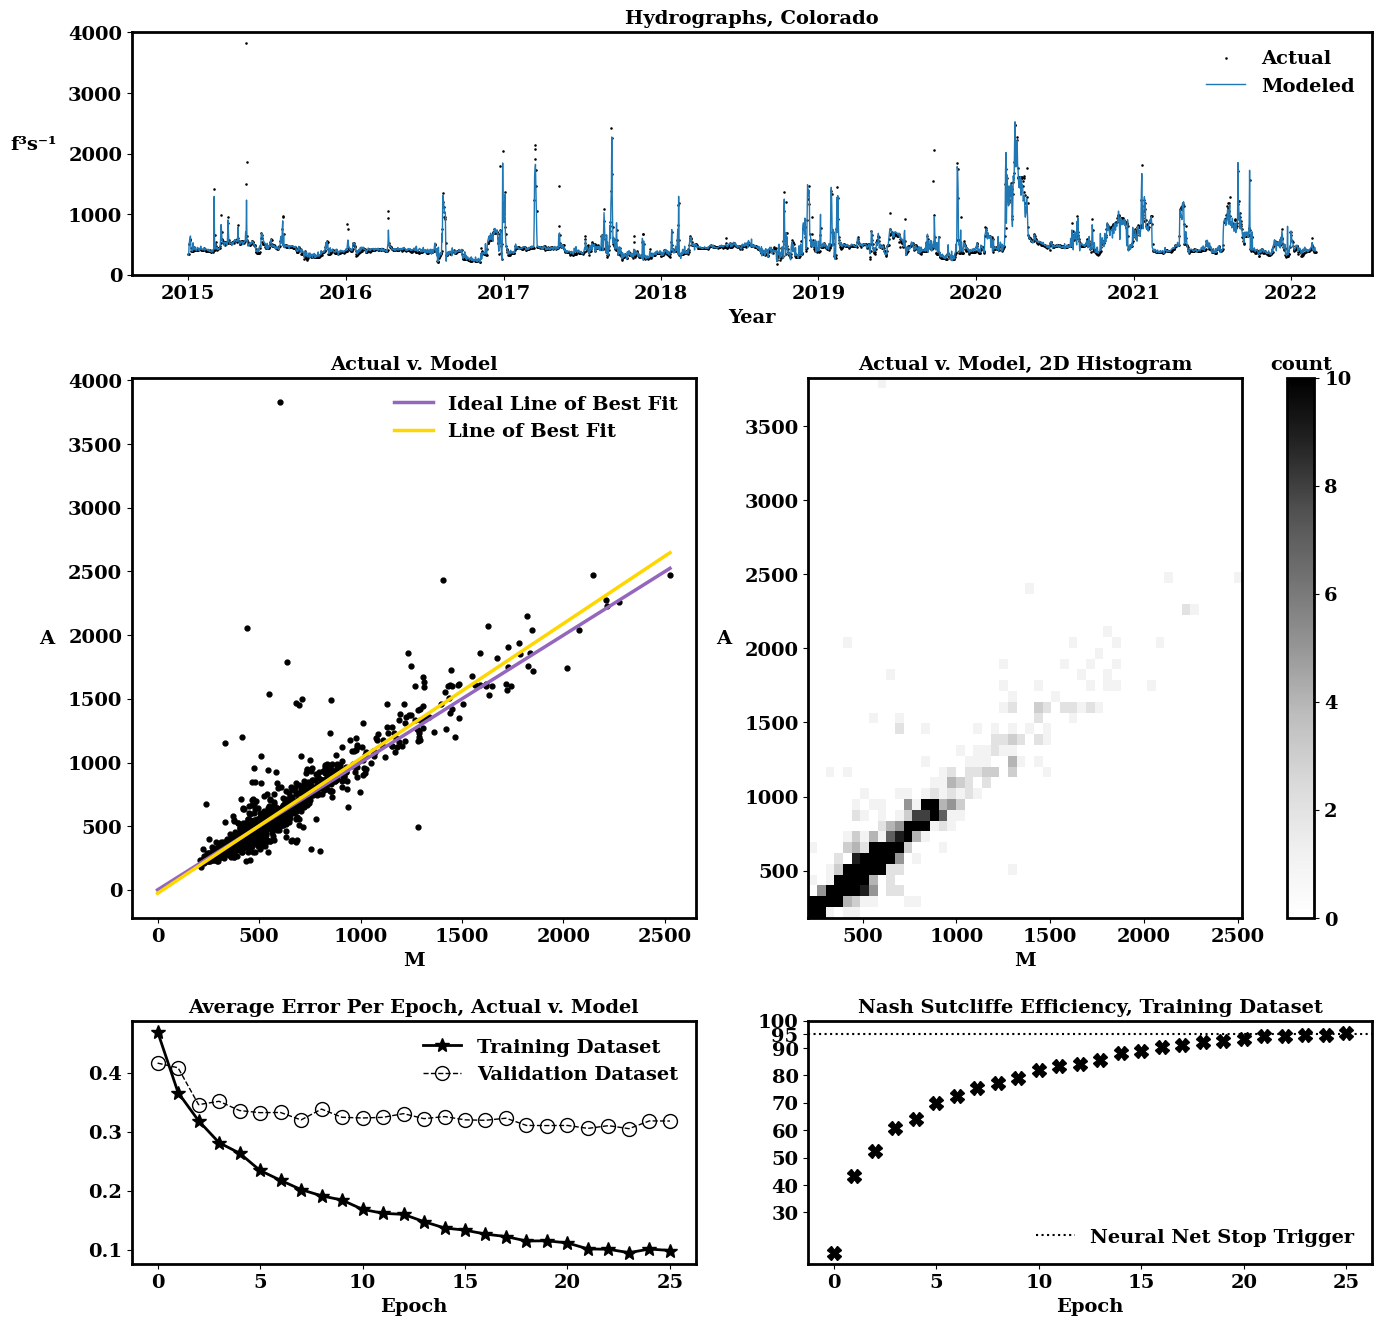 Hydrographs, Colorado
4000
3000
2000
1000
0
f³s⁻¹
Actual
Modeled
2015 2016 2017 2018 2019 2020 2021 2022
Year
Actual v. Model
4000
3500
3000
2500
2000
1500
1000
500
0
A
Ideal Line of Best Fit
Line of Best Fit
0 500 1000 1500 2000 2500
M
Actual v. Model, 2D Histogram
3500
3000
2500
2000
1500
1000
500
A
500 1000 1500 2000 2500
M
count
10
8
6
4
2
0
Average Error Per Epoch, Actual v. Model
0.4
0.3
0.2
0.1
Training Dataset
Validation Dataset
0 5 10 15 20 25
Epoch
Nash Sutcliffe Efficiency, Training Dataset
100
95
90
80
70
60
50
40
30
Neural Net Stop Trigger
0 5 10 15 20 25
Epoch